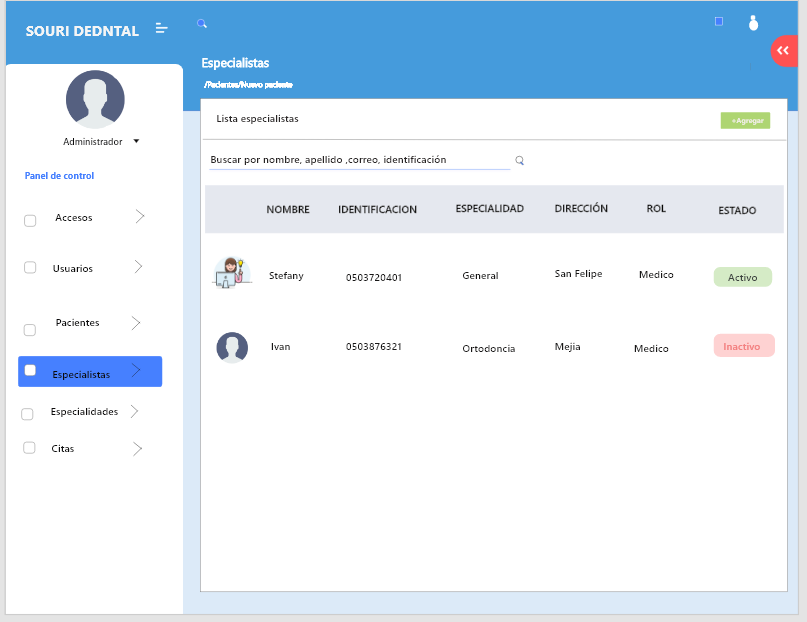 SOURI DEDNTAL
Especialistas
/Pacientes/Nuevo paciente
Administrador
Panel de control
Accesos
Usuarios
Pacientes
Especialistas
Especialidades
Citas
Lista especialistas
+Agregar
Buscar por nombre, apellido ,correo, identificación
NOMBRE IDENTIFICACION ESPECIALIDAD DIRECCIÓN ROL ESTADO
Stefany 0503720401 General San Felipe Medico Activo
Ivan 0503876321 Ortodoncia Mejia Medico Inactivo